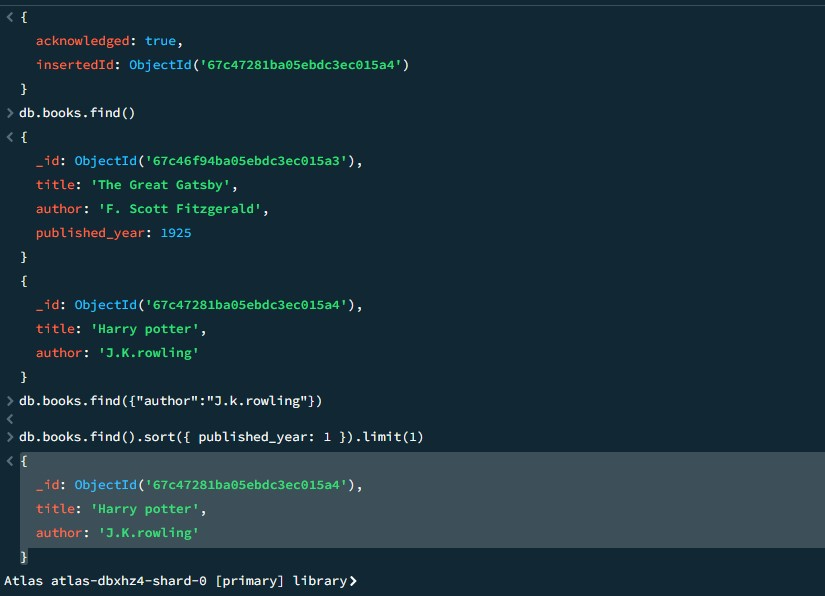 {
acknowledged: true,
insertedId: ObjectId('67c47281ba05ebdc3ec015a4')
}
> db.books.find()
< {
_id: ObjectId('67c46f94ba05ebdc3ec015a3'),
title: 'The Great Gatsby',
author: 'F. Scott Fitzgerald',
published_year: 1925
}
{
_id: ObjectId('67c47281ba05ebdc3ec015a4'),
title: 'Harry potter',
author: 'J.K.rowling'
}
> db.books.find({"author":"J.k.rowling"})
<
> db.books.find().sort({ published_year: 1 }).limit(1)
< {
_id: ObjectId('67c47281ba05ebdc3ec015a4'),
title: 'Harry potter',
author: 'J.K.rowling'
}
Atlas atlas-dbxhz4-shard-0 [primary] library>